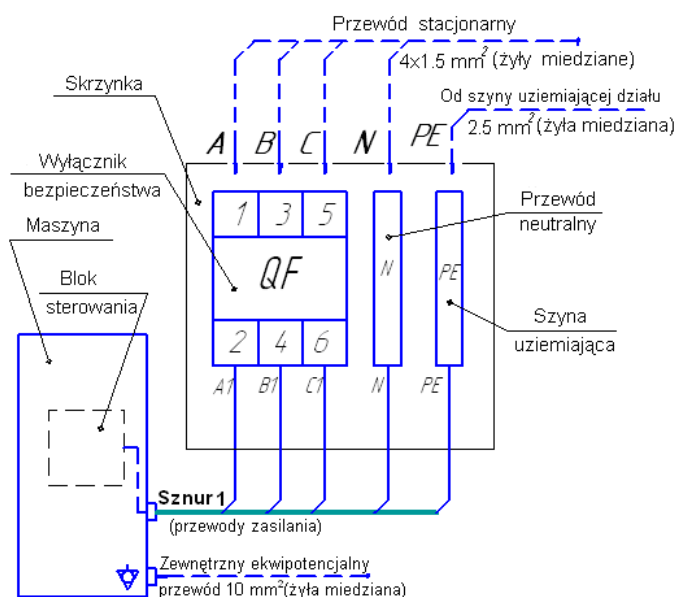 Przewód stacjonarny
4×1.5 mm² (żyły miedziane)
Skrzynka
Od szyny uziemiającej działu
2.5 mm² (żyła miedziana)
A B C N PE
Wyłącznik
bezpieczeństwa
1 3 5
Przewód
neutralny
Maszyna
QF
N
PE
Blok
sterowania
Szyna
uziemiająca
2 4 6
A1 B1 C1 N PE
Sznur1
(przewody zasilania)
Zewnętrzny ekwipotencjalny
przewód 10 mm² (żyła miedziana)